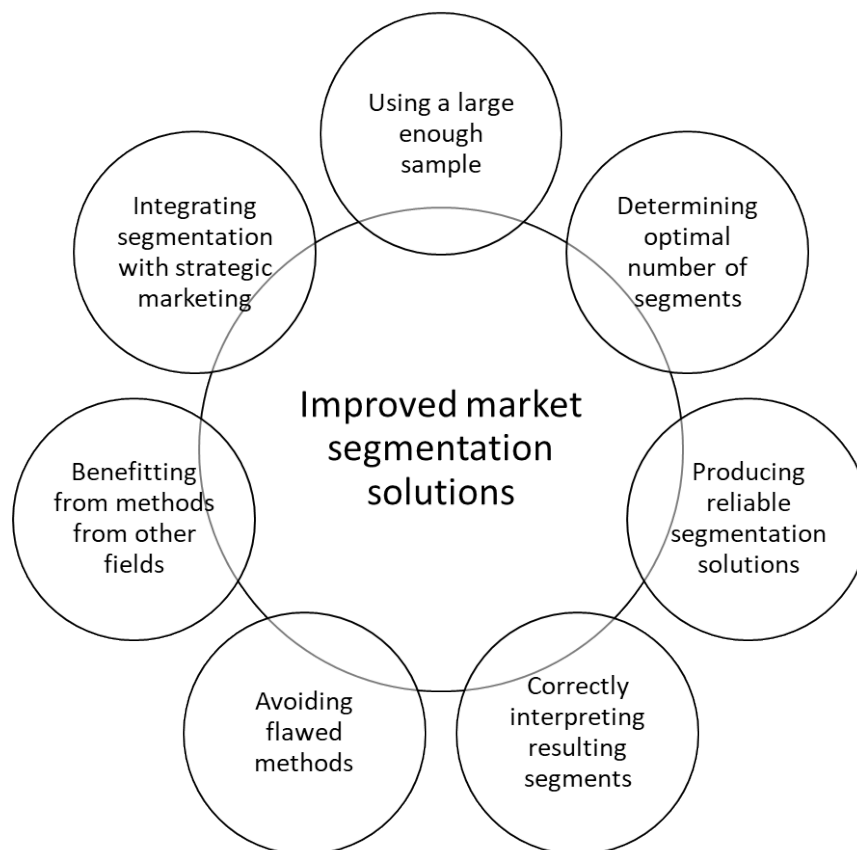 Using a large
enough
sample
Determining
optimal
number of
segments
Producing
reliable
segmentation
solutions
Correctly
interpreting
resulting
segments
Avoiding
flawed
methods
Benefitting
from methods
from other
fields
Integrating
segmentation
with strategic
marketing
Improved market
segmentation
solutions